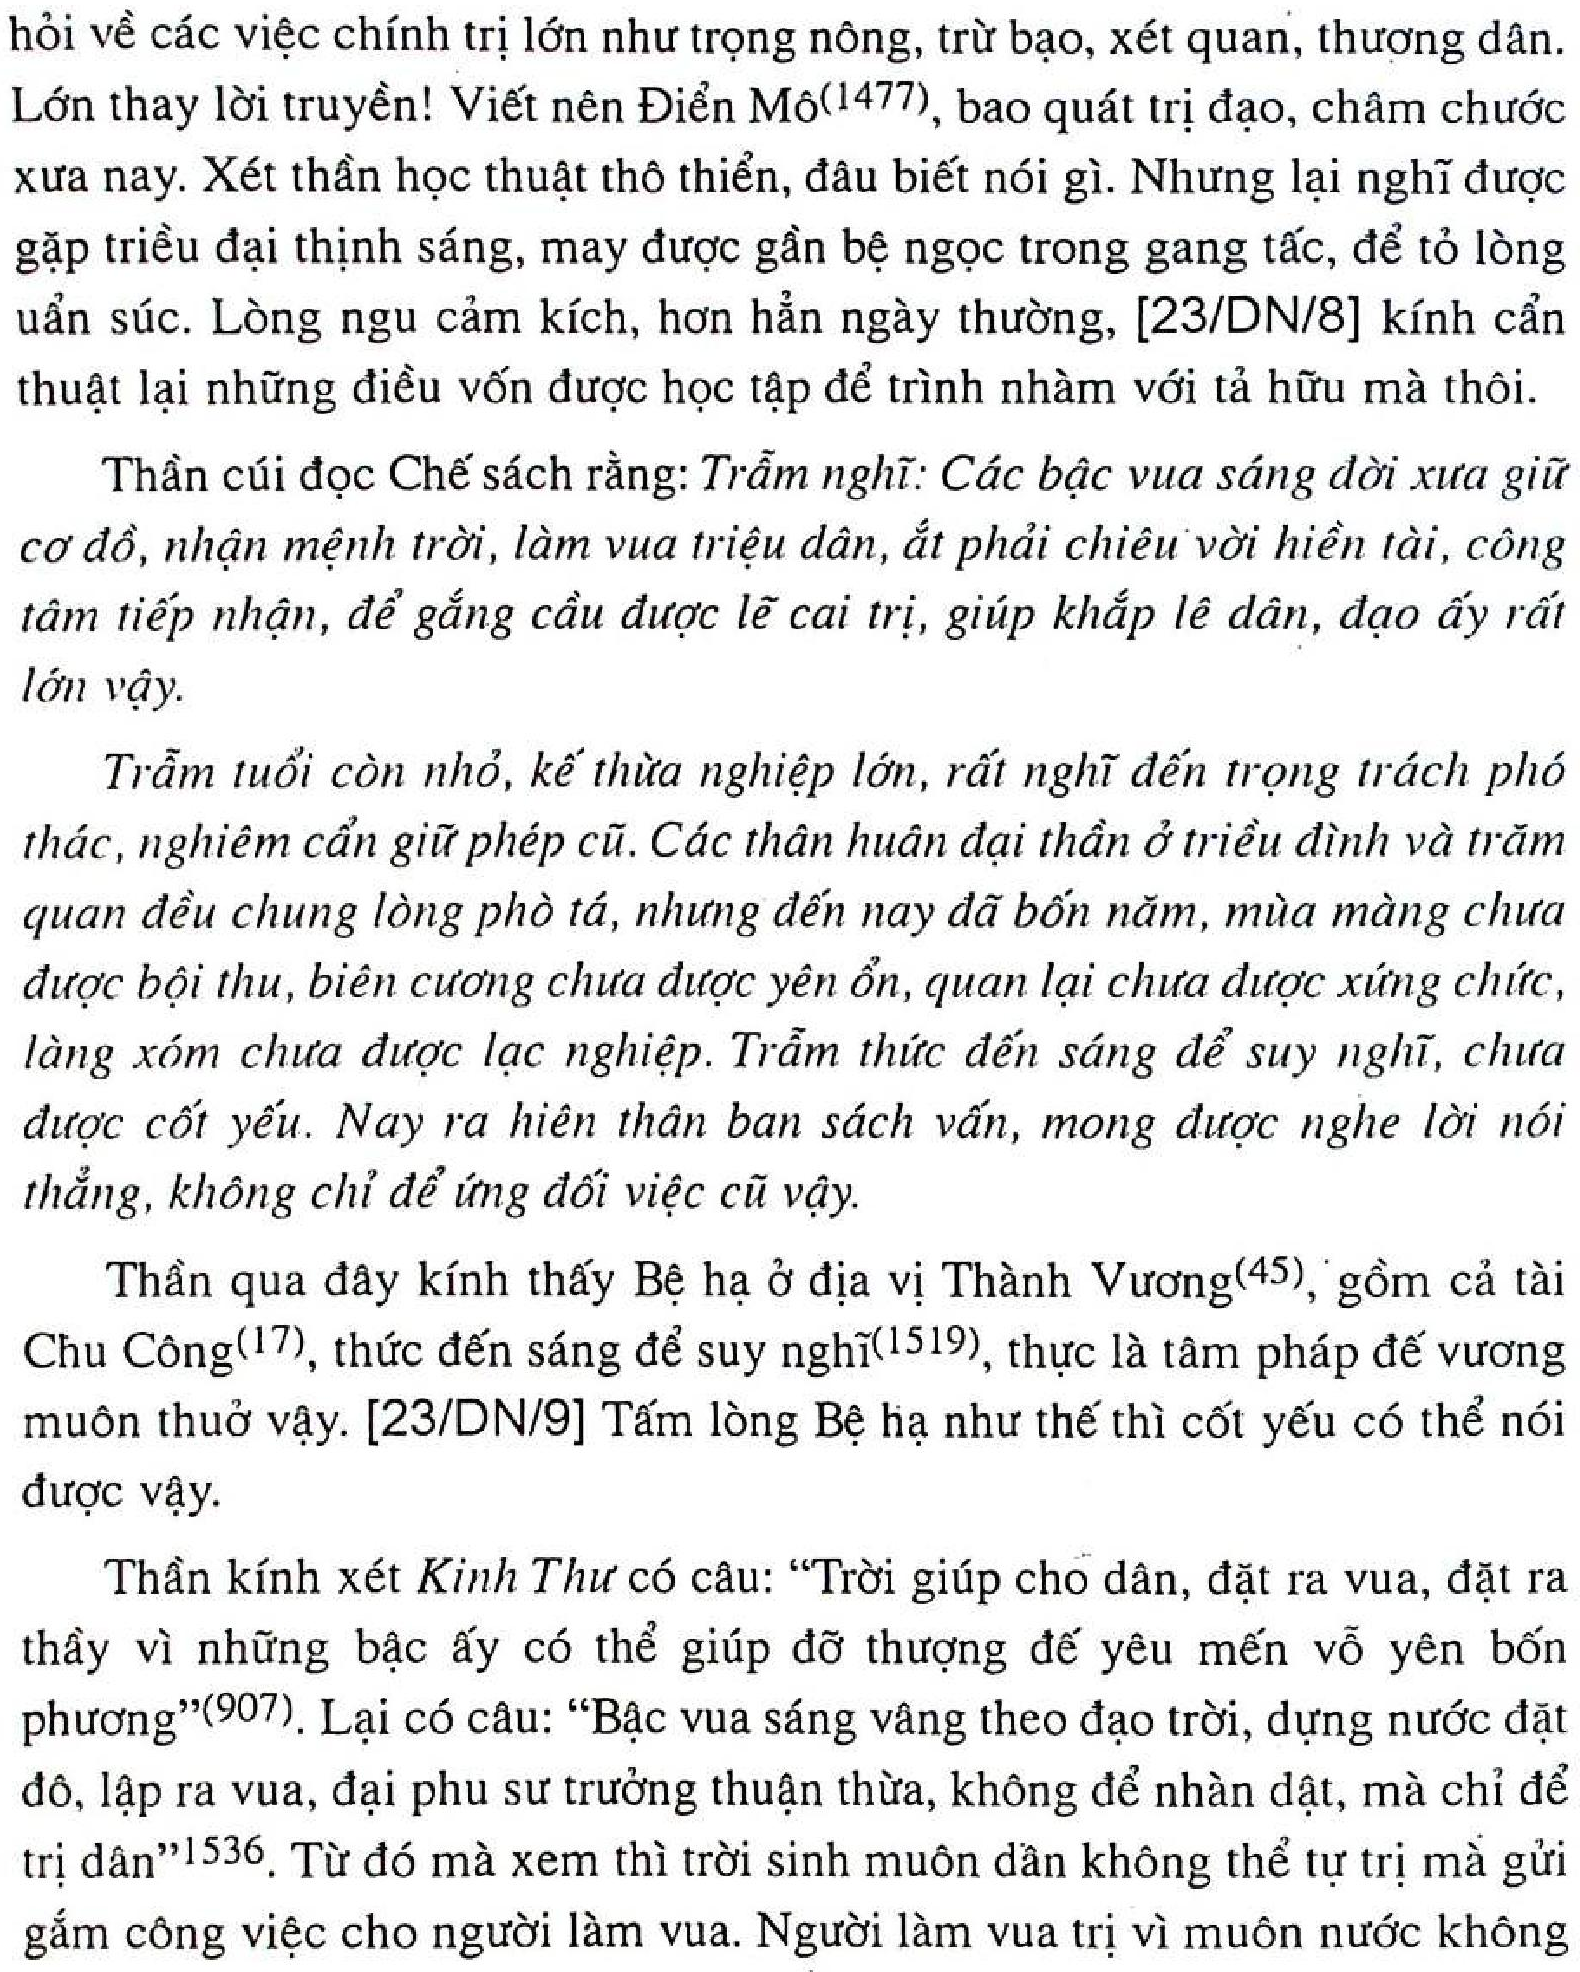 hỏi về các việc chính trị lớn như trọng nông, trừ bạo, xét quan, thương dân.
Lớn thay lời truyền! Viết nên Điển Mô(1477), bao quát trị đạo, châm chước
xưa nay. Xét thần học thuật thô thiển, đâu biết nói gì. Nhưng lại nghĩ được
gặp triều đại thịnh sáng, may được gần bệ ngọc trong gang tấc, để tỏ lòng
uẩn súc. Lòng ngu cảm kích, hơn hẳn ngày thường, [23/DN/8] kính cẩn
thuật lại những điều vốn được học tập để trình nhàm với tả hữu mà thôi.
Thần cúi đọc Chế sách rằng: Trẫm nghĩ: Các bậc vua sáng đời xưa giữ
cơ đồ, nhận mệnh trời, làm vua triệu dân, ắt phải chiêu vời hiền tài, công
tâm tiếp nhận, để gắng cầu được lẽ cai trị, giúp khắp lê dân, đạo ấy rất
lớn vậy.
Trẫm tuổi còn nhỏ, kế thừa nghiệp lớn, rất nghĩ đến trọng trách phó
thác, nghiêm cẩn giữ phép cũ. Các thân huân đại thần ở triều đình và trăm
quan đều chung lòng phò tá, nhưng đến nay đã bốn năm, mùa màng chưa
được bội thu, biên cương chưa được yên ổn, quan lại chưa được xứng chức,
làng xóm chưa được lạc nghiệp. Trẫm thức đến sáng để suy nghĩ, chưa
được cốt yếu. Nay ra hiên thân ban sách vấn, mong được nghe lời nói
thẳng, không chỉ để ứng đối việc cũ vậy.
Thần qua đây kính thấy Bệ hạ ở địa vị Thành Vương(45), gồm cả tài
Chu Công(17), thức đến sáng để suy nghĩ(1519), thực là tâm pháp đế vương
muôn thuở vậy. [23/DN/9] Tấm lòng Bệ hạ như thế thì cốt yếu có thể nói
được vậy.
Thần kính xét Kinh Thư có câu: “Trời giúp cho dân, đặt ra vua, đặt ra
thầy vì những bậc ấy có thể giúp đỡ thượng đế yêu mến vỗ yên bốn
phương”(907). Lại có câu: “Bậc vua sáng vâng theo đạo trời, dựng nước đặt
đô, lập ra vua, đại phu sư trưởng thuận thừa, không để nhàn dật, mà chỉ để
trị dân”1536. Từ đó mà xem thì trời sinh muôn dân không thể tự trị mà gửi
gắm công việc cho người làm vua. Người làm vua trị vì muôn nước không